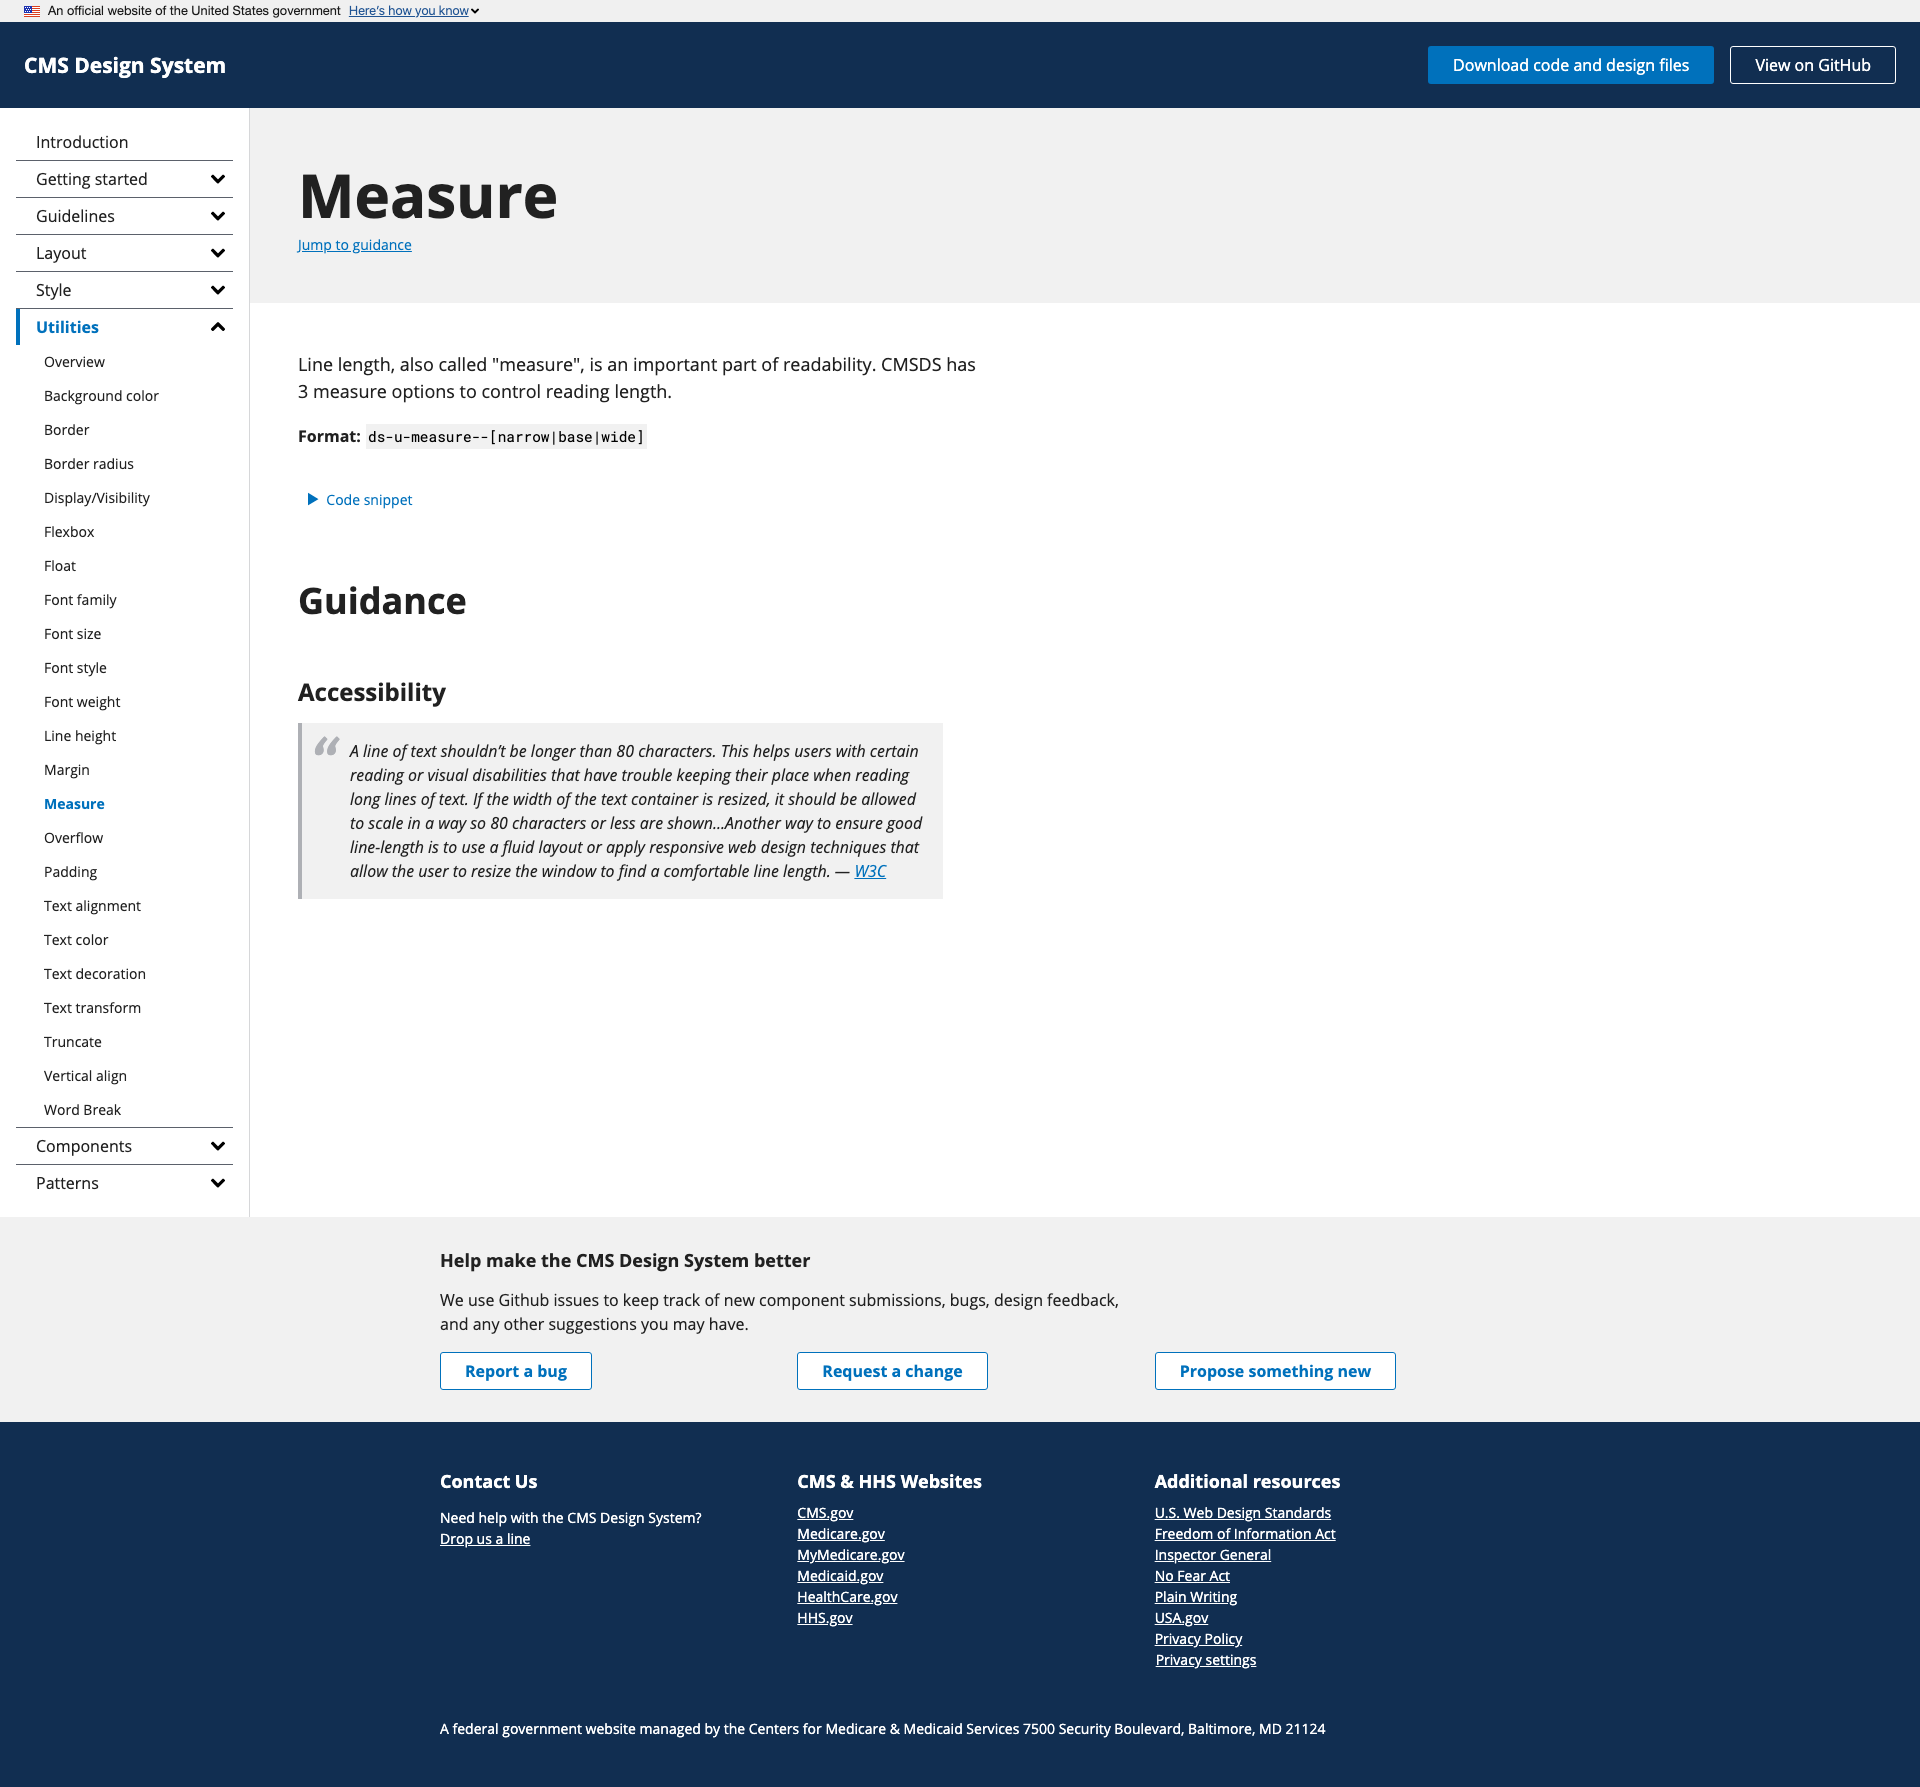 An official website of the United States government Here's how you know
CMS Design System
Download code and design files
View on GitHub
Introduction
Getting started
Guidelines
Layout
Style
Utilities
Overview
Background color
Border
Border radius
Display/Visibility
Flexbox
Float
Font family
Font size
Font style
Font weight
Line height
Margin
Measure
Overflow
Padding
Text alignment
Text color
Text decoration
Text transform
Truncate
Vertical align
Word Break
Components
Patterns
Measure
Jump to guidance
Line length, also called "measure", is an important part of readability. CMSDS has
3 measure options to control reading length.
Format: ds-u-measure--[narrow|base|wide]
Code snippet
Guidance
Accessibility
“ A line of text shouldn’t be longer than 80 characters. This helps users with certain
reading or visual disabilities that have trouble keeping their place when reading
long lines of text. If the width of the text container is resized, it should be allowed
to scale in a way so 80 characters or less are shown...Another way to ensure good
line-length is to use a fluid layout or apply responsive web design techniques that
allow the user to resize the window to find a comfortable line length. — W3C
Help make the CMS Design System better
We use Github issues to keep track of new component submissions, bugs, design feedback,
and any other suggestions you may have.
Report a bug
Request a change
Propose something new
Contact Us
Need help with the CMS Design System?
Drop us a line
CMS & HHS Websites
CMS.gov
Medicare.gov
MyMedicare.gov
Medicaid.gov
HealthCare.gov
HHS.gov
Additional resources
U.S. Web Design Standards
Freedom of Information Act
Inspector General
No Fear Act
Plain Writing
USA.gov
Privacy Policy
Privacy settings
A federal government website managed by the Centers for Medicare & Medicaid Services 7500 Security Boulevard, Baltimore, MD 21124